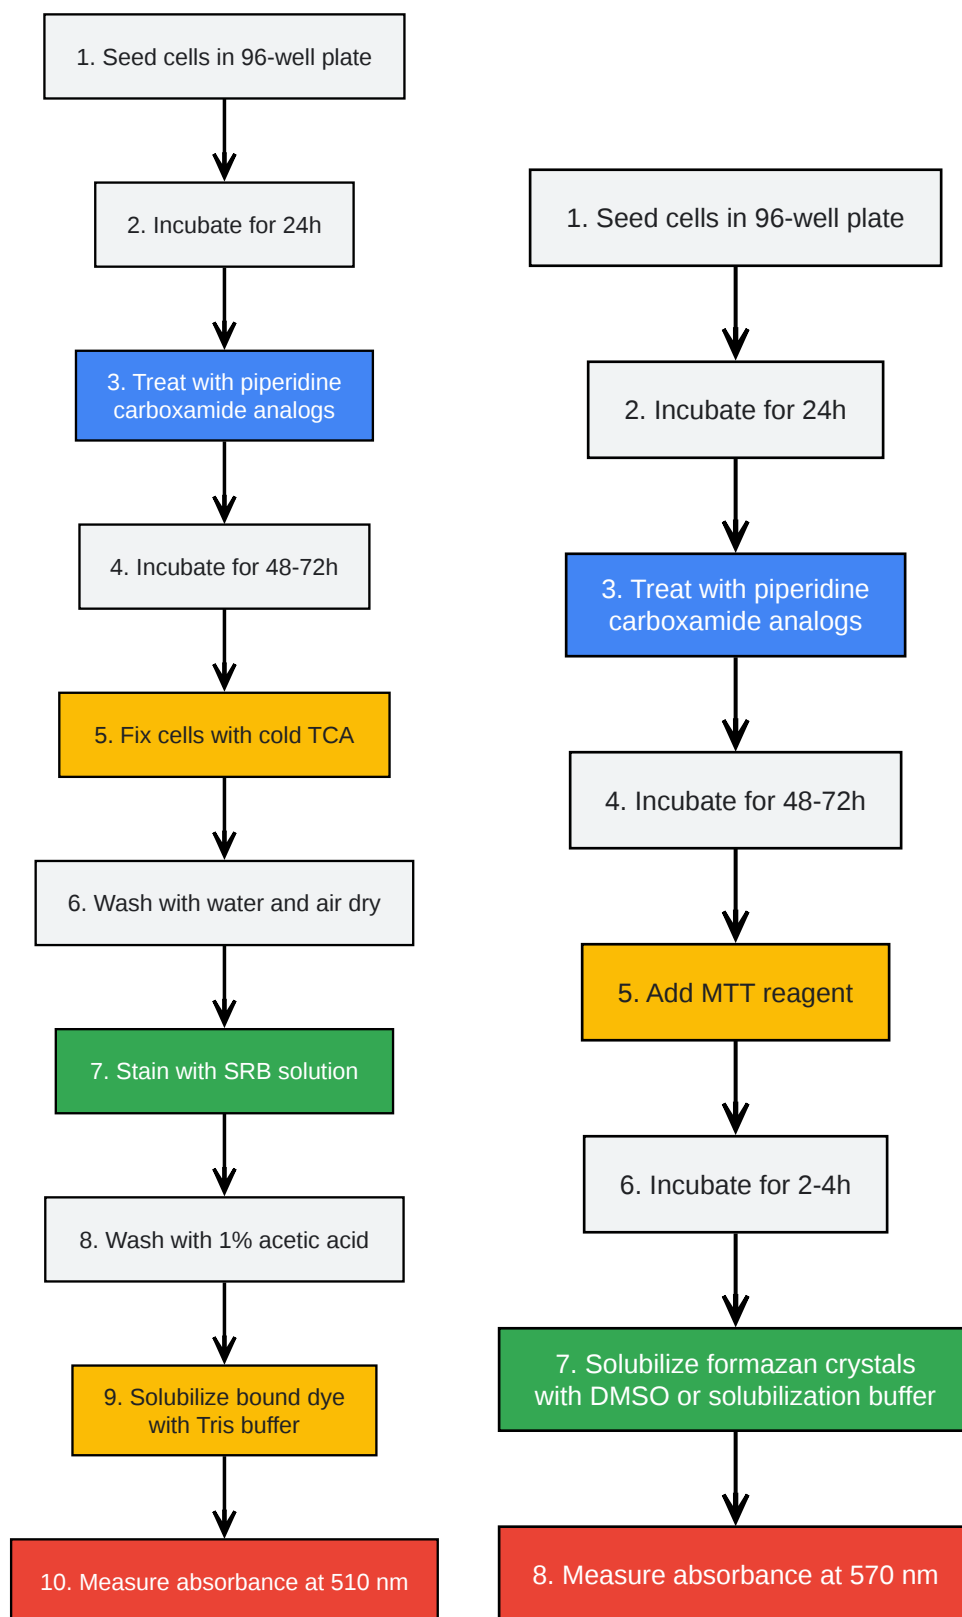 1. Seed cells in 96-well plate
2. Incubate for 24h
3. Treat with piperidine
carboxamide analogs
4. Incubate for 48-72h
5. Fix cells with cold TCA
6. Wash with water and air dry
7. Stain with SRB solution
8. Wash with 1% acetic acid
9. Solubilize bound dye
with Tris buffer
10. Measure absorbance at 510 nm
1. Seed cells in 96-well plate
2. Incubate for 24h
3. Treat with piperidine
carboxamide analogs
4. Incubate for 48-72h
5. Add MTT reagent
6. Incubate for 2-4h
7. Solubilize formazan crystals
with DMSO or solubilization buffer
8. Measure absorbance at 570 nm